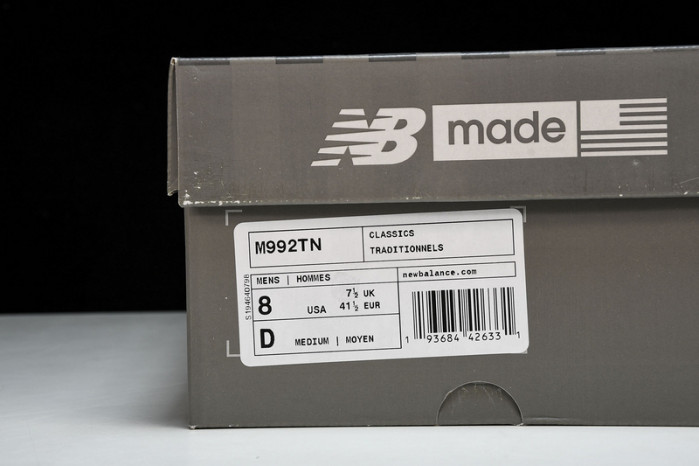 NB made
M992TN
CLASSICS
TRADITIONNELS
MENS | HOMMES
newbalance.com
8
USA
7½ UK
41½ EUR
D
MEDIUM | MOYEN
1 93684 42633 1